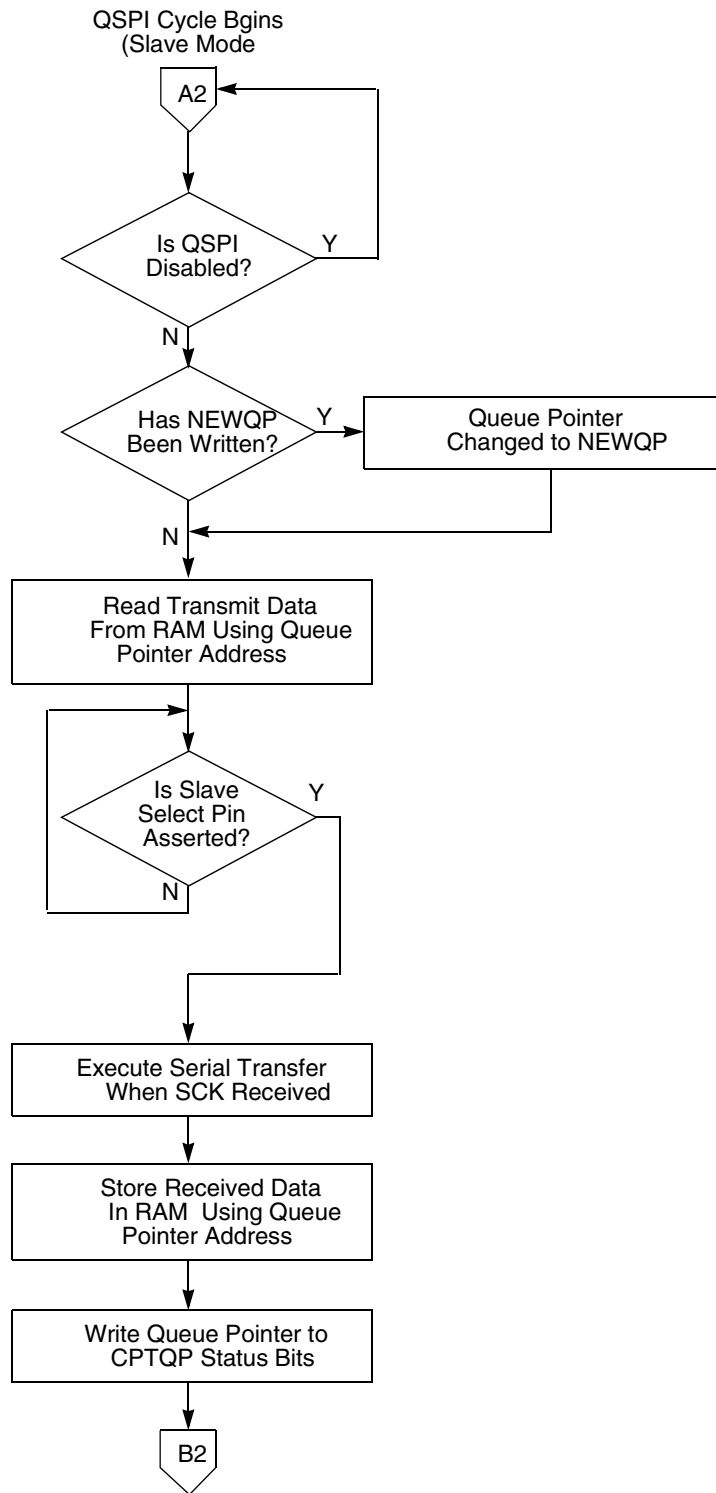 QSPI Cycle Bgins
(Slave Mode
A2
Is QSPI
Disabled?
Y
N
Has NEWQP
Been Written?
Y
Queue Pointer
Changed to NEWQP
N
Read Transmit Data
From RAM Using Queue
Pointer Address
Is Slave
Select Pin
Asserted?
Y
N
Execute Serial Transfer
When SCK Received
Store Received Data
In RAM Using Queue
Pointer Address
Write Queue Pointer to
CPTQP Status Bits
B2